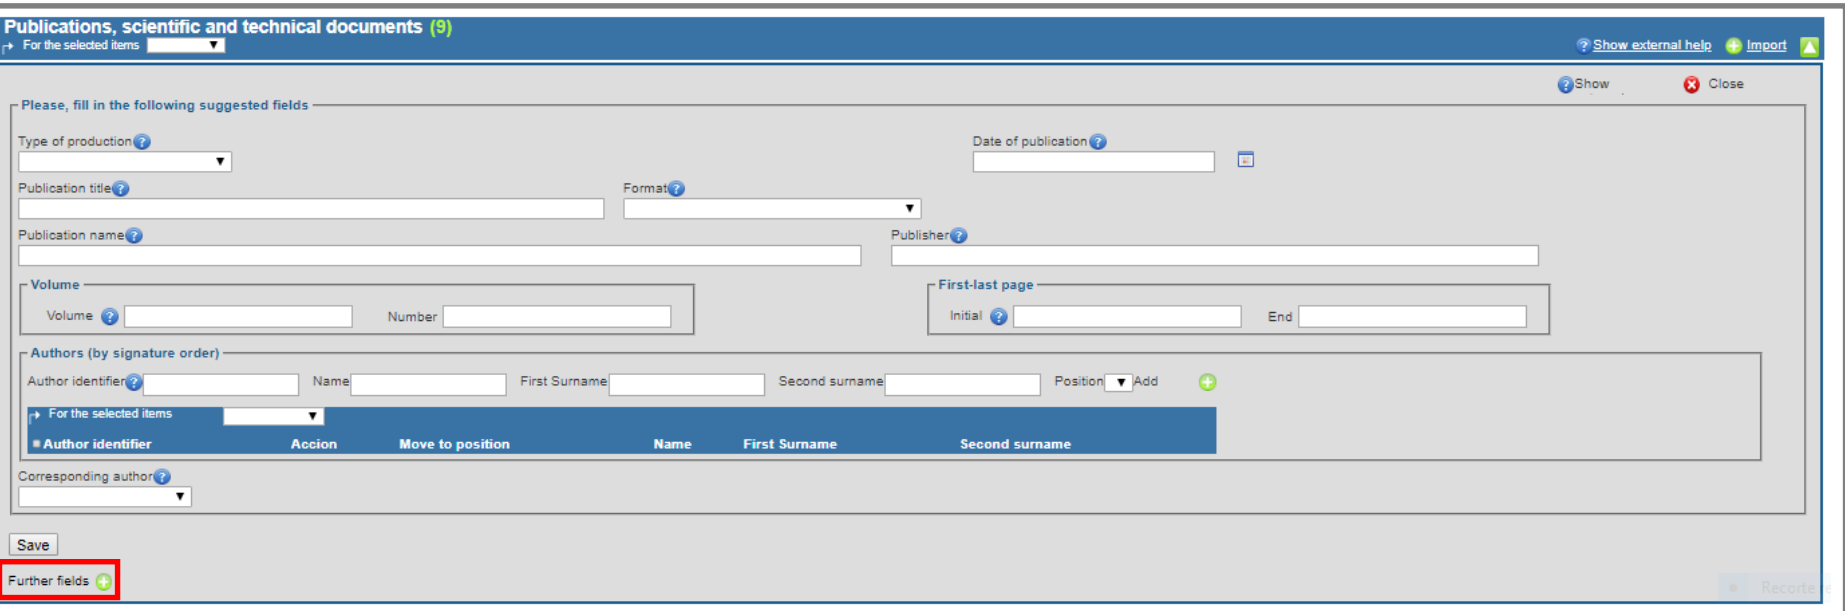 Publications, scientific and technical documents (9)
For the selected items
Show external help Import
Show Close
Please, fill in the following suggested fields
Type of production Date of publication
Publication title Format
Publication name Publisher
Volume First-last page
Volume Number Initial End
Authors (by signature order)
Author identifier Name First Surname Second surname Position Add
For the selected items
Author identifier Accion Move to position Name First Surname Second surname
Corresponding author
Save
Further fields
Recorte